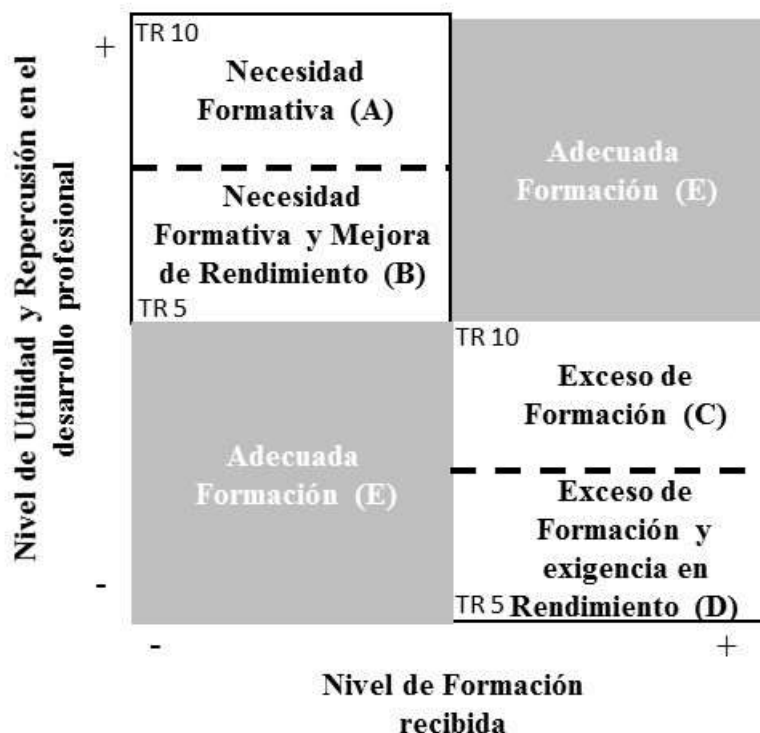 Nivel de Utilidad y Repercusión en el
desarrollo profesional
+
-
TR 10
Necesidad
Formativa (A)
Necesidad
Formativa y Mejora
de Rendimiento (B)
TR 5
Adecuada
Formación (E)
Adecuada
Formación (E)
TR 10
Exceso de
Formación (C)
Exceso de
Formación y
exigencia en
TR 5 Rendimiento (D)
-
+
Nivel de Formación
recibida